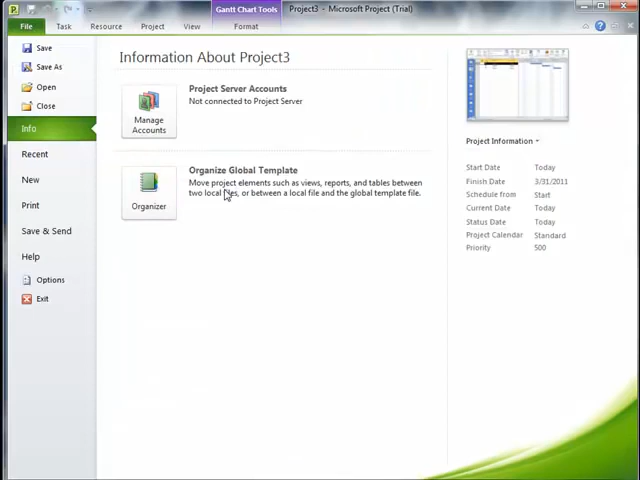 Gantt Chart Tools
Project3 - Microsoft Project (Trial)
File Task Resource Project View Format
Save
Save As
Open
Close
Info
Recent
New
Print
Save & Send
Help
Options
Exit
Information About Project3
Manage
Accounts
Project Server Accounts
Not connected to Project Server
Organizer
Organize Global Template
Move project elements such as views, reports, and tables between
two local files, or between a local file and the global template file.
Project Information
Start Date Today
Finish Date 3/31/2011
Schedule from Start
Current Date Today
Status Date Today
Project Calendar Standard
Priority 500